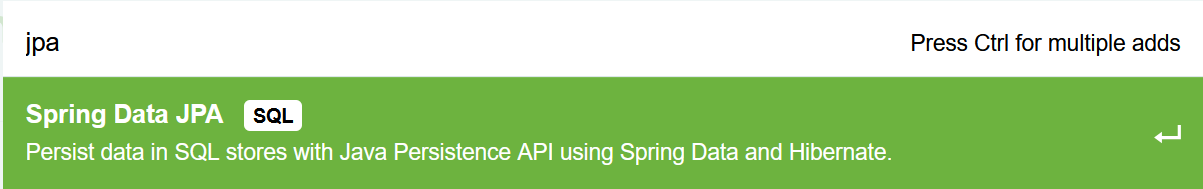 jpa Press Ctrl for multiple adds
Spring Data JPA SQL
Persist data in SQL stores with Java Persistence API using Spring Data and Hibernate.